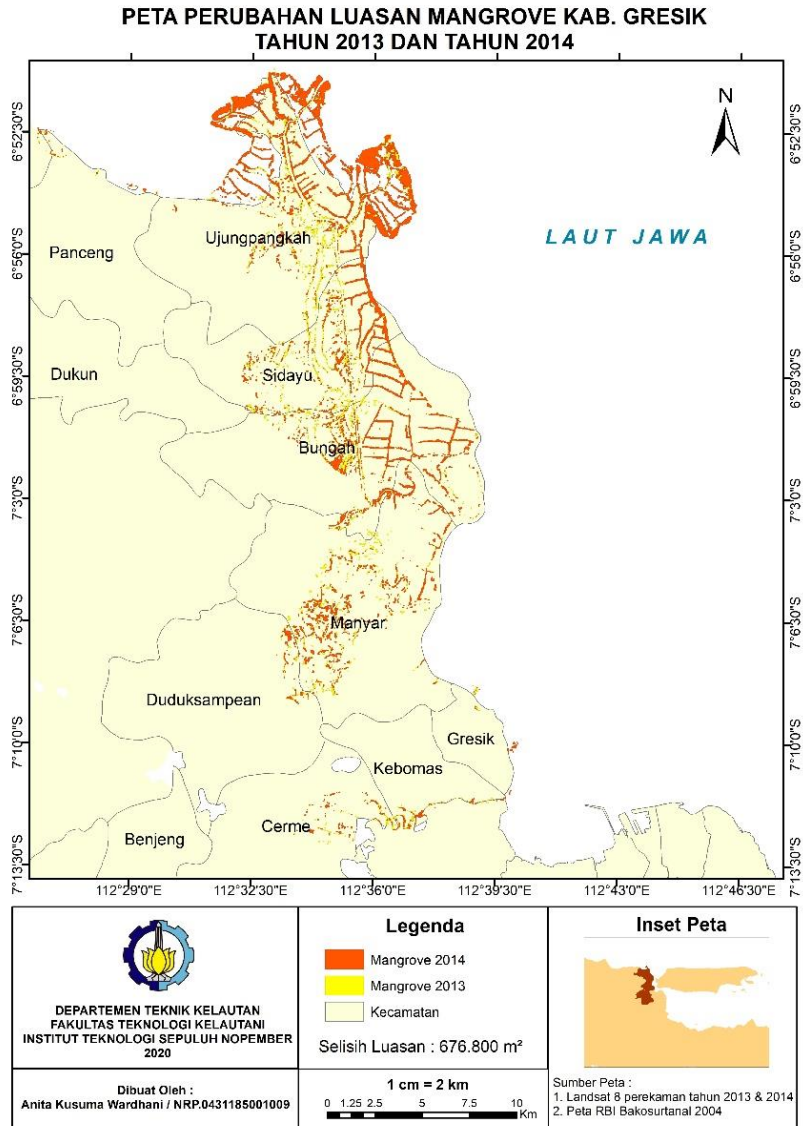 PETA PERUBAHAN LUASAN MANGROVE KAB. GRESIK
TAHUN 2013 DAN TAHUN 2014
N
LAUT JAWA
Ujungpangkah
Panceng
Dukun
Sidayu
Bungah
Manyar
Duduksampean
Gresik
Kebomas
Cerme
Benjeng
6°52'30"S
6°56'0"S
6°59'30"S
7°3'0"S
7°6'30"S
7°10'0"S
7°13'30"S
6°52'30"S
6°56'0"S
6°59'30"S
7°3'0"S
7°6'30"S
7°10'0"S
7°13'30"S
112°29'0"E
112°32'30"E
112°36'0"E
112°39'30"E
112°43'0"E
112°46'30"E
DEPARTEMEN TEKNIK KELAUTAN
FAKULTAS TEKNOLOGI KELAUTANI
INSTITUT TEKNOLOGI SEPULUH NOPEMBER
2020
Dibuat Oleh :
Anita Kusuma Wardhani / NRP.0431185001009
Legenda
Mangrove 2014
Mangrove 2013
Kecamatan
Selisih Luasan : 676.800 m²
1 cm = 2 km
0 1.25 2.5 5 7.5 10
Km
Inset Peta
Sumber Peta :
1. Landsat 8 perekaman tahun 2013 & 2014
2. Peta RBI Bakosurtanal 2004